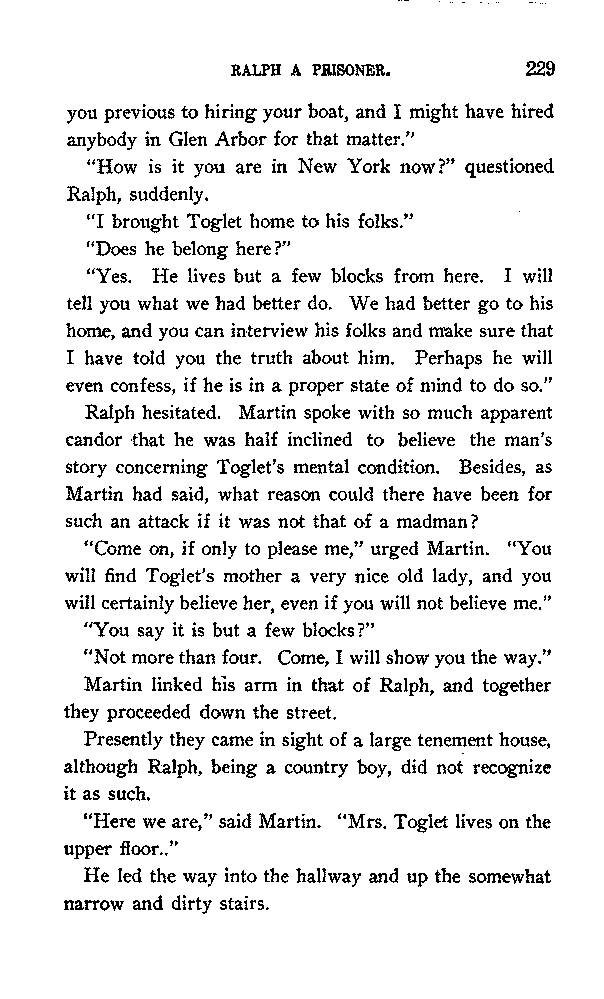 RALPH A PRISONER. 229
you previous to hiring your boat, and I might have hired
anybody in Glen Arbor for that matter."
"How is it you are in New York now?" questioned
Ralph, suddenly.
"I brought Toglet home to his folks."
"Does he belong here?"
"Yes. He lives but a few blocks from here. I will
tell you what we had better do. We had better go to his
home, and you can interview his folks and make sure that
I have told you the truth about him. Perhaps he will
even confess, if he is in a proper state of mind to do so."
Ralph hesitated. Martin spoke with so much apparent
candor that he was half inclined to believe the man's
story concerning Toglet's mental condition. Besides, as
Martin had said, what reason could there have been for
such an attack if it was not that of a madman?
"Come on, if only to please me," urged Martin. "You
will find Toglet's mother a very nice old lady, and you
will certainly believe her, even if you will not believe me."
"You say it is but a few blocks?"
"Not more than four. Come, I will show you the way."
Martin linked his arm in that of Ralph, and together
they proceeded down the street.
Presently they came in sight of a large tenement house,
although Ralph, being a country boy, did not recognize
it as such.
"Here we are," said Martin. "Mrs. Toglet lives on the
upper floor.."
He led the way into the hallway and up the somewhat
narrow and dirty stairs.